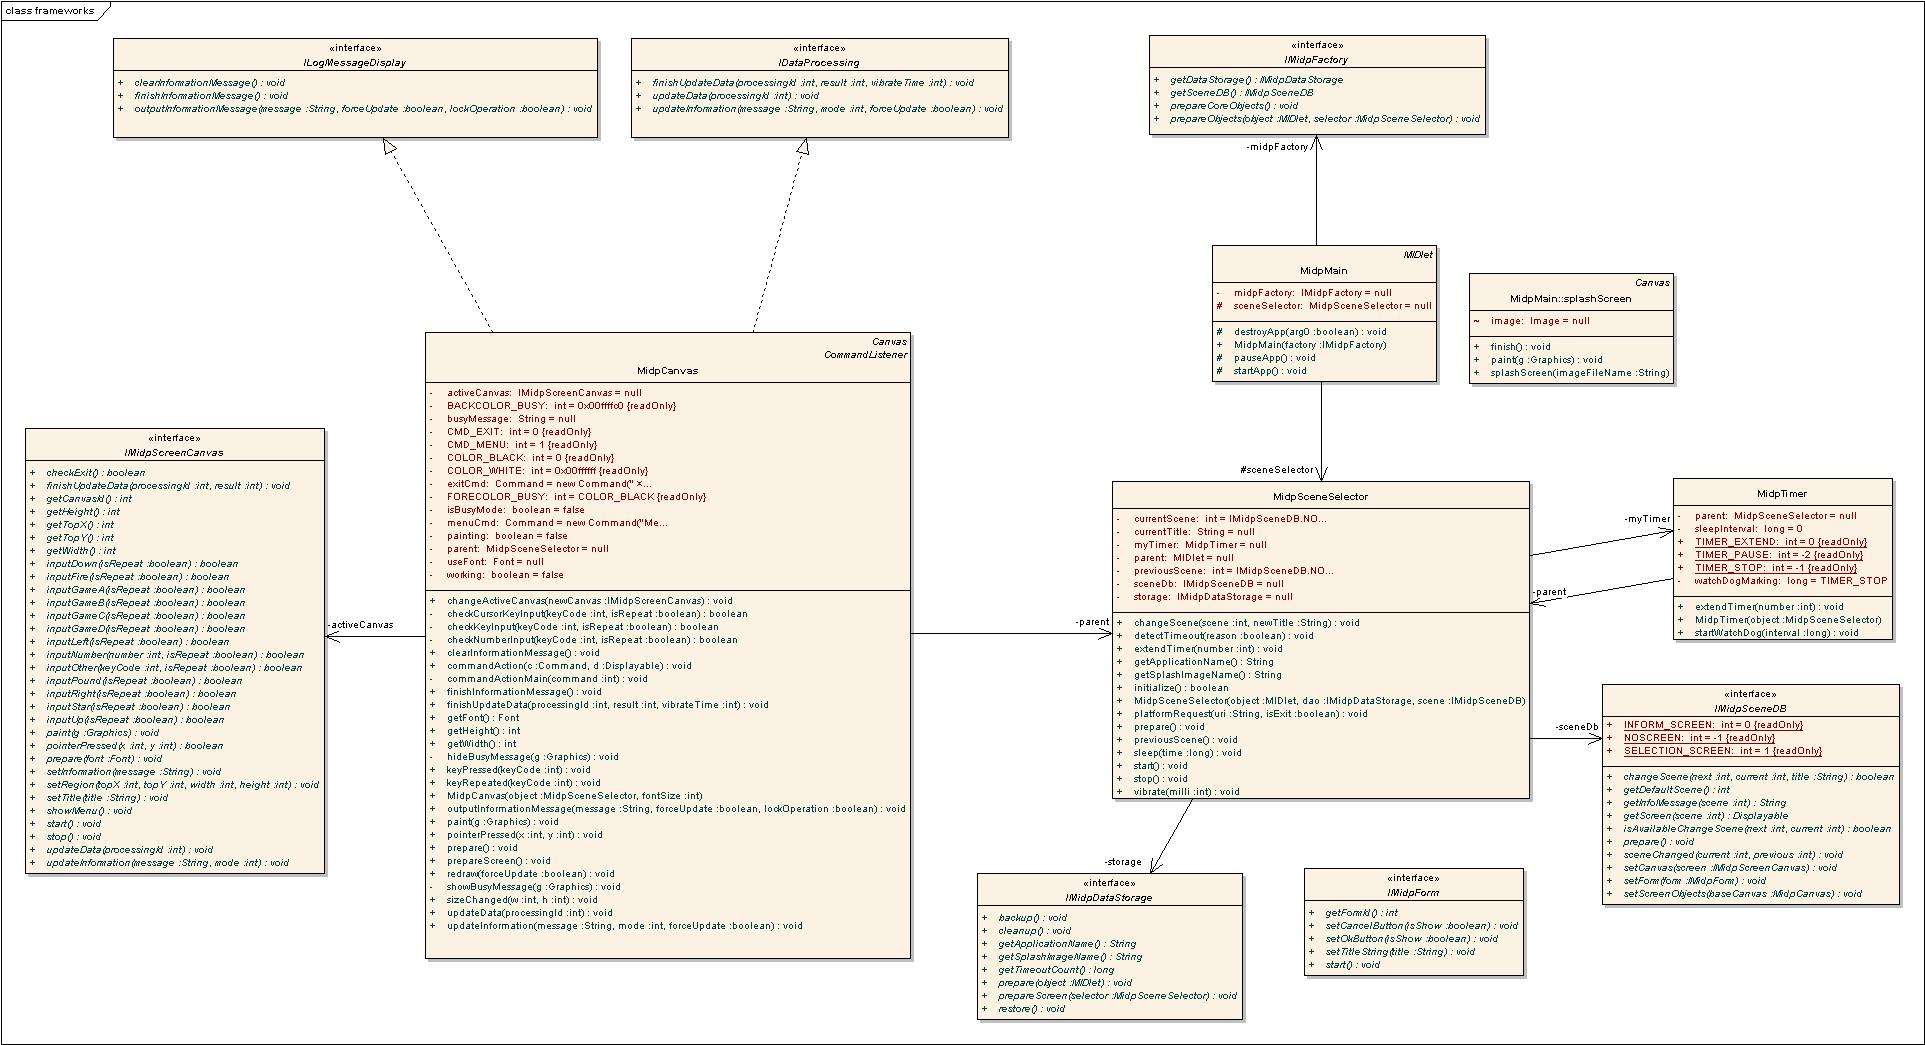 class frameworks
«interface»
ILogMessageDisplay
+ clearInformationMessage() : void
+ finishInformationMessage() : void
+ outputInformationMessage(message :String, forceUpdate :boolean, lockOperation :boolean) : void
«interface»
IDataProcessing
+ finishUpdateData(processingId :int, result :int, vibrateTime :int) : void
+ updateData(processingId :int) : void
+ updateInformation(message :String, mode :int, forceUpdate :boolean) : void
«interface»
IMidpFactory
+ getDataStorage() : IMidpDataStorage
+ getSceneDB() : IMidpSceneDB
+ prepareCoreObjects() : void
+ prepareObjects(object :MIDlet, selector :MidpSceneSelector) : void
-midpFactory
MIDlet
MidpMain
- midpFactory: IMidpFactory = null
# sceneSelector: MidpSceneSelector = null
# destroyApp(arg0 :boolean) : void
+ MidpMain(factory :IMidpFactory)
# pauseApp() : void
# startApp() : void
Canvas
MidpMain::splashScreen
~ image: Image = null
+ finish() : void
+ paint(g :Graphics) : void
+ splashScreen(imageFileName :String)
Canvas
CommandListener
MidpCanvas
- activeCanvas: IMidpScreenCanvas = null
- BACKCOLOR_BUSY: int = 0x00ffffc0 {readOnly}
- busyMessage: String = null
- CMD_EXIT: int = 0 {readOnly}
- CMD_MENU: int = 1 {readOnly}
- COLOR_BLACK: int = 0 {readOnly}
- COLOR_WHITE: int = 0x00ffffff {readOnly}
- exitCmd: Command = new Command(" ×...
- FORECOLOR_BUSY: int = COLOR_BLACK {readOnly}
- isBusyMode: boolean = false
- menuCmd: Command = new Command("Me...
- painting: boolean = false
- parent: MidpSceneSelector = null
- useFont: Font = null
- working: boolean = false
+ changeActiveCanvas(newCanvas :IMidpScreenCanvas) : void
- checkCursorKeyInput(keyCode :int, isRepeat :boolean) : boolean
- checkKeyInput(keyCode :int, isRepeat :boolean) : boolean
- checkNumberInput(keyCode :int, isRepeat :boolean) : boolean
+ clearInformationMessage() : void
+ commandAction(c :Command, d :Displayable) : void
- commandActionMain(command :int) : void
+ finishInformationMessage() : void
+ finishUpdateData(processingId :int, result :int, vibrateTime :int) : void
+ getFont() : Font
+ getHeight() : int
+ getWidth() : int
- hideBusyMessage(g :Graphics) : void
+ keyPressed(keyCode :int) : void
+ keyRepeated(keyCode :int) : void
+ MidpCanvas(object :MidpSceneSelector, fontSize :int)
+ outputInformationMessage(message :String, forceUpdate :boolean, lockOperation :boolean) : void
+ paint(g :Graphics) : void
+ pointerPressed(x :int, y :int) : void
+ prepare() : void
+ prepareScreen() : void
+ redraw(forceUpdate :boolean) : void
- showBusyMessage(g :Graphics) : void
+ sizeChanged(w :int, h :int) : void
+ updateData(processingId :int) : void
+ updateInformation(message :String, mode :int, forceUpdate :boolean) : void
«interface»
IMidpScreenCanvas
+ checkExit() : boolean
+ finishUpdateData(processingId :int, result :int) : void
+ getCanvasId() : int
+ getHeight() : int
+ getTopX() : int
+ getTopY() : int
+ getWidth() : int
+ inputDown(isRepeat :boolean) : boolean
+ inputFire(isRepeat :boolean) : boolean
+ inputGameA(isRepeat :boolean) : boolean
+ inputGameB(isRepeat :boolean) : boolean
+ inputGameC(isRepeat :boolean) : boolean
+ inputGameD(isRepeat :boolean) : boolean
+ inputLeft(isRepeat :boolean) : boolean
+ inputNumber(number :int, isRepeat :boolean) : boolean
+ inputOther(keyCode :int, isRepeat :boolean) : boolean
+ inputPound(isRepeat :boolean) : boolean
+ inputRight(isRepeat :boolean) : boolean
+ inputStar(isRepeat :boolean) : boolean
+ inputUp(isRepeat :boolean) : boolean
+ paint(g :Graphics) : void
+ pointerPressed(x :int, y :int) : boolean
+ prepare(font :Font) : void
+ setInformation(message :String) : void
+ setRegion(topX :int, topY :int, width :int, height :int) : void
+ setTitle(title :String) : void
+ showMenu() : void
+ start() : void
+ stop() : void
+ updateData(processingId :int) : void
+ updateInformation(message :String, mode :int) : void
-activeCanvas
-parent
#sceneSelector
MidpSceneSelector
- currentScene: int = IMidpSceneDB.NO...
- currentTitle: String = null
- myTimer: MidpTimer = null
- parent: MIDlet = null
- previousScene: int = IMidpSceneDB.NO...
- sceneDb: IMidpSceneDB = null
- storage: IMidpDataStorage = null
+ changeScene(scene :int, newTitle :String) : void
+ detectTimeout(reason :boolean) : void
+ extendTimer(number :int) : void
+ getApplicationName() : String
+ getSplashImageName() : String
+ initialize() : boolean
+ MidpSceneSelector(object :MIDlet, dao :IMidpDataStorage, scene :IMidpSceneDB)
+ platformRequest(uri :String, isExit :boolean) : void
+ prepare() : void
+ previousScene() : void
+ sleep(time :long) : void
+ start() : void
+ stop() : void
+ vibrate(milli :int) : void
-myTimer
-parent
MidpTimer
- parent: MidpSceneSelector = null
- sleepInterval: long = 0
+ TIMER_EXTEND: int = 0 {readOnly}
+ TIMER_PAUSE: int = -2 {readOnly}
+ TIMER_STOP: int = -1 {readOnly}
- watchDogMarking: long = TIMER_STOP
+ extendTimer(number :int) : void
+ MidpTimer(object :MidpSceneSelector)
+ startWatchDog(interval :long) : void
-sceneDb
«interface»
IMidpSceneDB
+ INFORM_SCREEN: int = 0 {readOnly}
+ NOSCREEN: int = -1 {readOnly}
+ SELECTION_SCREEN: int = 1 {readOnly}
+ changeScene(next :int, current :int, title :String) : boolean
+ getDefaultScene() : int
+ getInfoMessage(scene :int) : String
+ getScreen(scene :int) : Displayable
+ isAvailableChangeScene(next :int, current :int) : boolean
+ prepare() : void
+ sceneChanged(current :int, previous :int) : void
+ setCanvas(screen :IMidpScreenCanvas) : void
+ setForm(form :IMidpForm) : void
+ setScreenObjects(baseCanvas :MidpCanvas) : void
-storage
«interface»
IMidpDataStorage
+ backup() : void
+ cleanup() : void
+ getApplicationName() : String
+ getSplashImageName() : String
+ getTimeoutCount() : long
+ prepare(object :MIDlet) : void
+ prepareScreen(selector :MidpSceneSelector) : void
+ restore() : void
«interface»
IMidpForm
+ getFormId() : int
+ setCancelButton(isShow :boolean) : void
+ setOkButton(isShow :boolean) : void
+ setTitleString(title :String) : void
+ start() : void